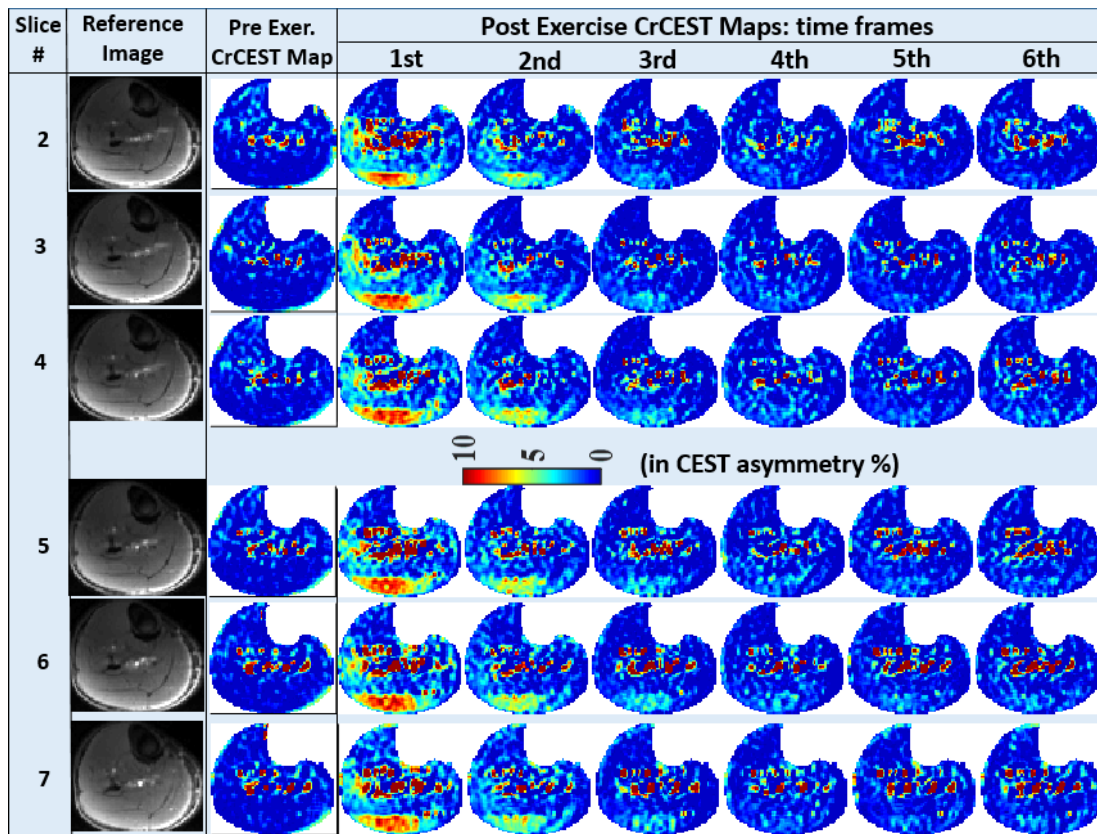 Slice
#
Reference
Image
Pre Exer.
CrCEST Map
Post Exercise CrCEST Maps: time frames
1st 2nd 3rd 4th 5th 6th
2
3
4
10 5 0 (in CEST asymmetry %)
5
6
7